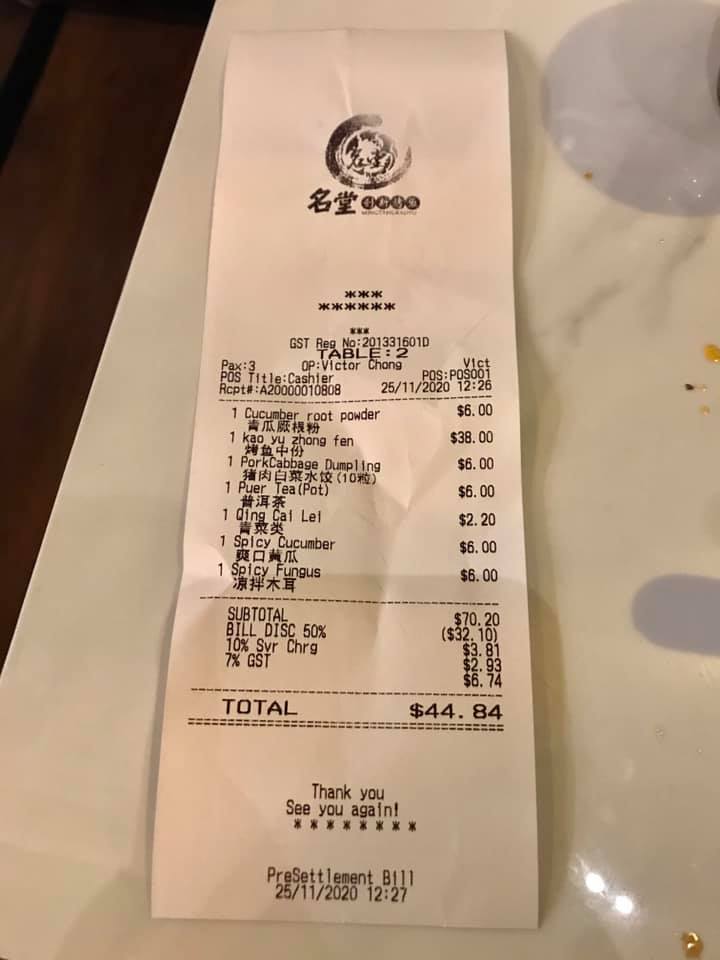 名堂
***
******
***
GST Reg No:201331601D
TABLE:2
Pax:3 OP:Victor Chong Vict
POS Title:Cashier POS:POS001
Rcpt#:A20000010808 25/11/2020 12:26
1 Cucumber root powder $6.00
青瓜蕨根粉
1 kao yu zhong fen $38.00
烤鱼中份
1 PorkCabbage Dumpling $6.00
猪肉白菜水饺(10粒)
1 Puer Tea(Pot) $6.00
普洱茶
1 Qing Cai Lei $2.20
青菜类
1 Spicy Cucumber $6.00
爽口黄瓜
1 Spicy Fungus $6.00
凉拌木耳
SUBTOTAL $70.20
BILL DISC 50% ($32.10)
10% Svr Chrg $3.81
7% GST $2.93
$6.74
TOTAL $44.84
Thank you
See you again!
* * * * * * * *
PreSettlement Bill
25/11/2020 12:27